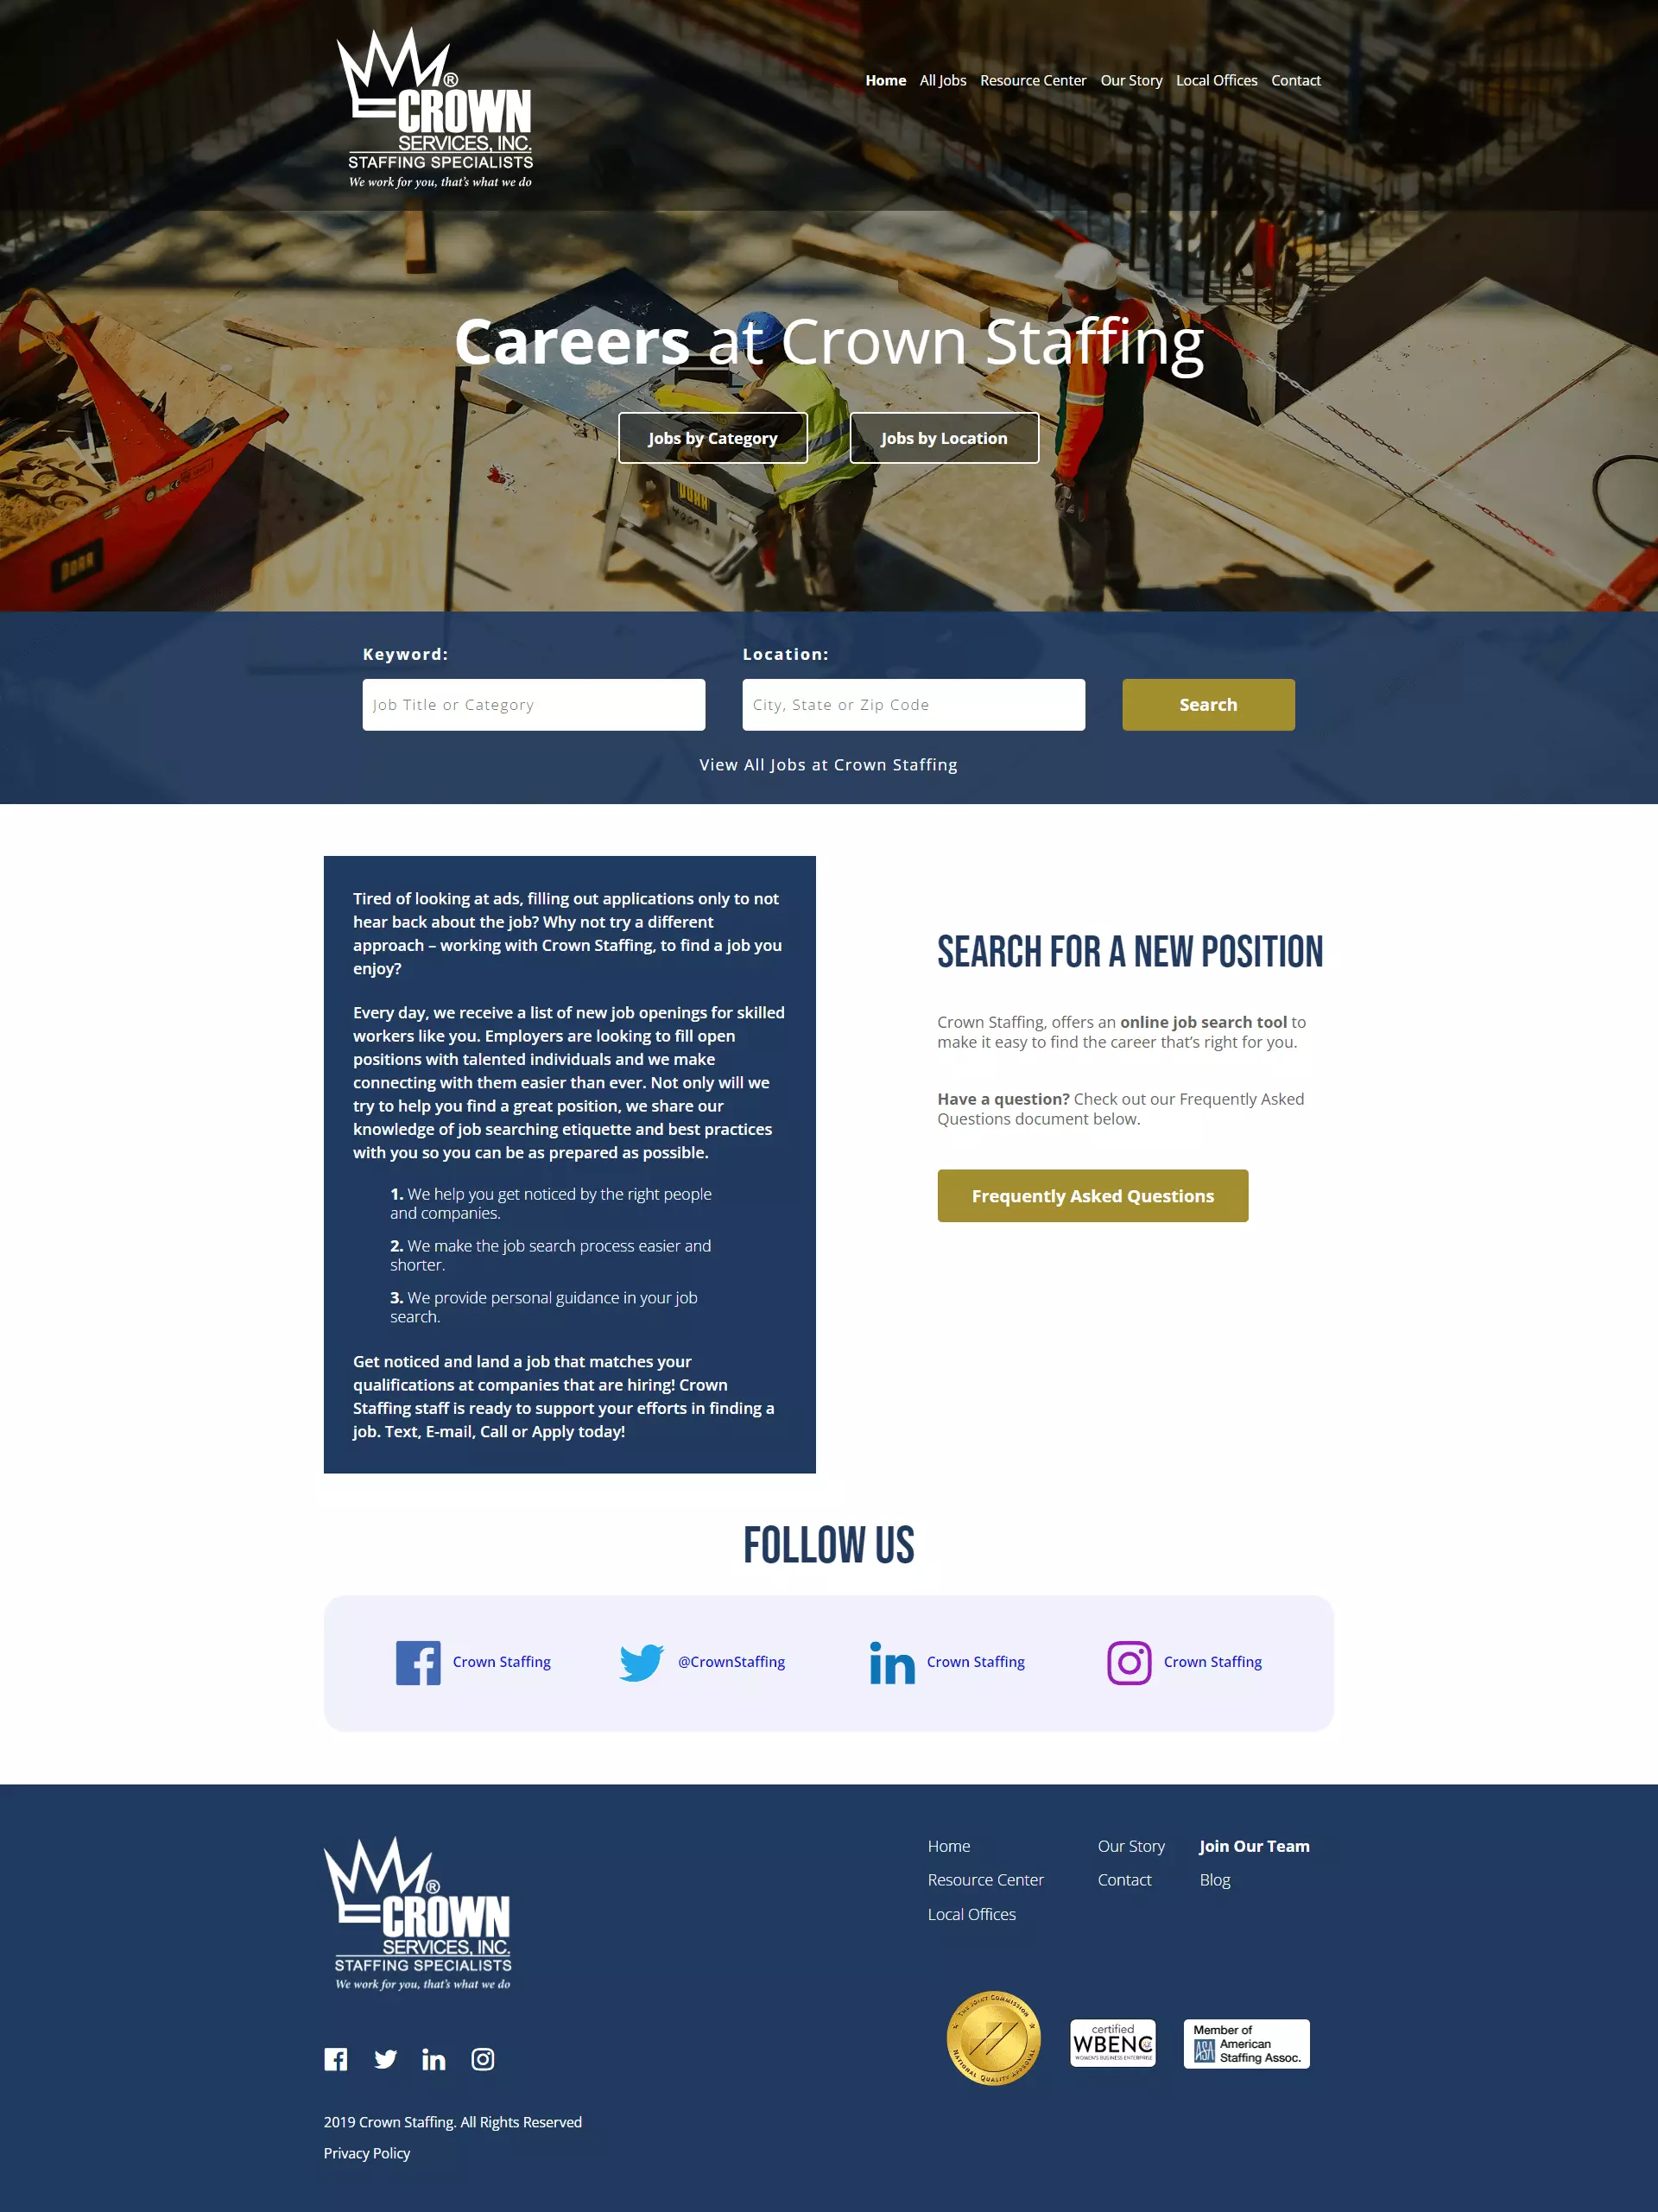 CROWN®
SERVICES, INC.
STAFFING SPECIALISTS
We work for you, that's what we do
Home All Jobs Resource Center Our Story Local Offices Contact
Careers at Crown Staffing
Jobs by Category Jobs by Location
Keyword: Location:
Job Title or Category City, State or Zip Code Search
View All Jobs at Crown Staffing
Tired of looking at ads, filling out applications only to not
hear back about the job? Why not try a different
approach – working with Crown Staffing, to find a job you
enjoy?
Every day, we receive a list of new job openings for skilled
workers like you. Employers are looking to fill open
positions with talented individuals and we make
connecting with them easier than ever. Not only will we
try to help you find a great position, we share our
knowledge of job searching etiquette and best practices
with you so you can be as prepared as possible.
1. We help you get noticed by the right people
and companies.
2. We make the job search process easier and
shorter.
3. We provide personal guidance in your job
search.
Get noticed and land a job that matches your
qualifications at companies that are hiring! Crown
Staffing staff is ready to support your efforts in finding a
job. Text, E-mail, Call or Apply today!
SEARCH FOR A NEW POSITION
Crown Staffing, offers an online job search tool to
make it easy to find the career that's right for you.
Have a question? Check out our Frequently Asked
Questions document below.
Frequently Asked Questions
FOLLOW US
Crown Staffing @CrownStaffing Crown Staffing Crown Staffing
CROWN®
SERVICES, INC.
STAFFING SPECIALISTS
We work for you, that's what we do
2019 Crown Staffing. All Rights Reserved
Privacy Policy
Home Our Story Join Our Team
Resource Center Contact Blog
Local Offices
THE JOINT COMMISSION
NATIONAL QUALITY APPROVAL
certified
WBENC
WOMEN'S BUSINESS ENTERPRISE
Member of
ASA American
Staffing Assoc.